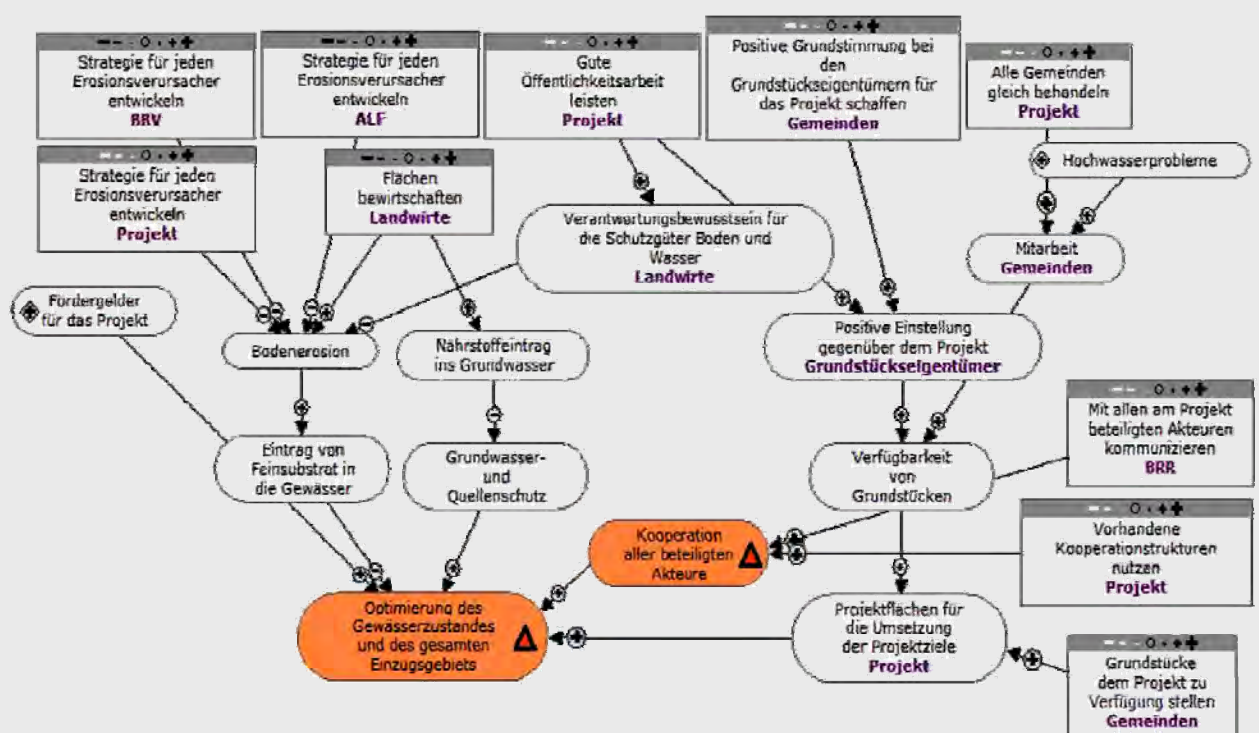 Strategie für jeden
Erosionsverursacher
entwickeln
BRV
Strategie für jeden
Erosionsverursacher
entwickeln
ALF
Gute
Öffentlichkeitsarbeit
leisten
Projekt
Positive Grundstimmung bei
den
Grundstückseigentümern für
das Projekt schaffen
Gemeinden
Alle Gemeinden
gleich behandeln
Projekt
Strategie für jeden
Erosionsverursacher
entwickeln
Projekt
Flächen
bewirtschaften
Landwirte
Hochwasserprobleme
Verantwortungsbewusstsein für
die Schutzgüter Boden und
Wasser
Landwirte
Mitarbeit
Gemeinden
Fördergelder
für das Projekt
Bodenerosion
Nährstoffeintrag
ins Grundwasser
Positive Einstellung
gegenüber dem Projekt
Grundstückseigentümer
Mit allen am Projekt
beteiligten Akteuren
kommunizieren
BRR
Eintrag von
Feinsubstrat in
die Gewässer
Grundwasser-
und
Quellenschutz
Verfügbarkeit
von
Grundstücken
Kooperation
aller beteiligten
Akteure
Vorhandene
Kooperationstrukturen
nutzen
Projekt
Optimierung des
Gewässerzustandes
und des gesamten
Einzugsgebiets
Projektflächen für
die Umsetzung
der Projektziele
Projekt
Grundstücke
dem Projekt zu
Verfügung stellen
Gemeinden